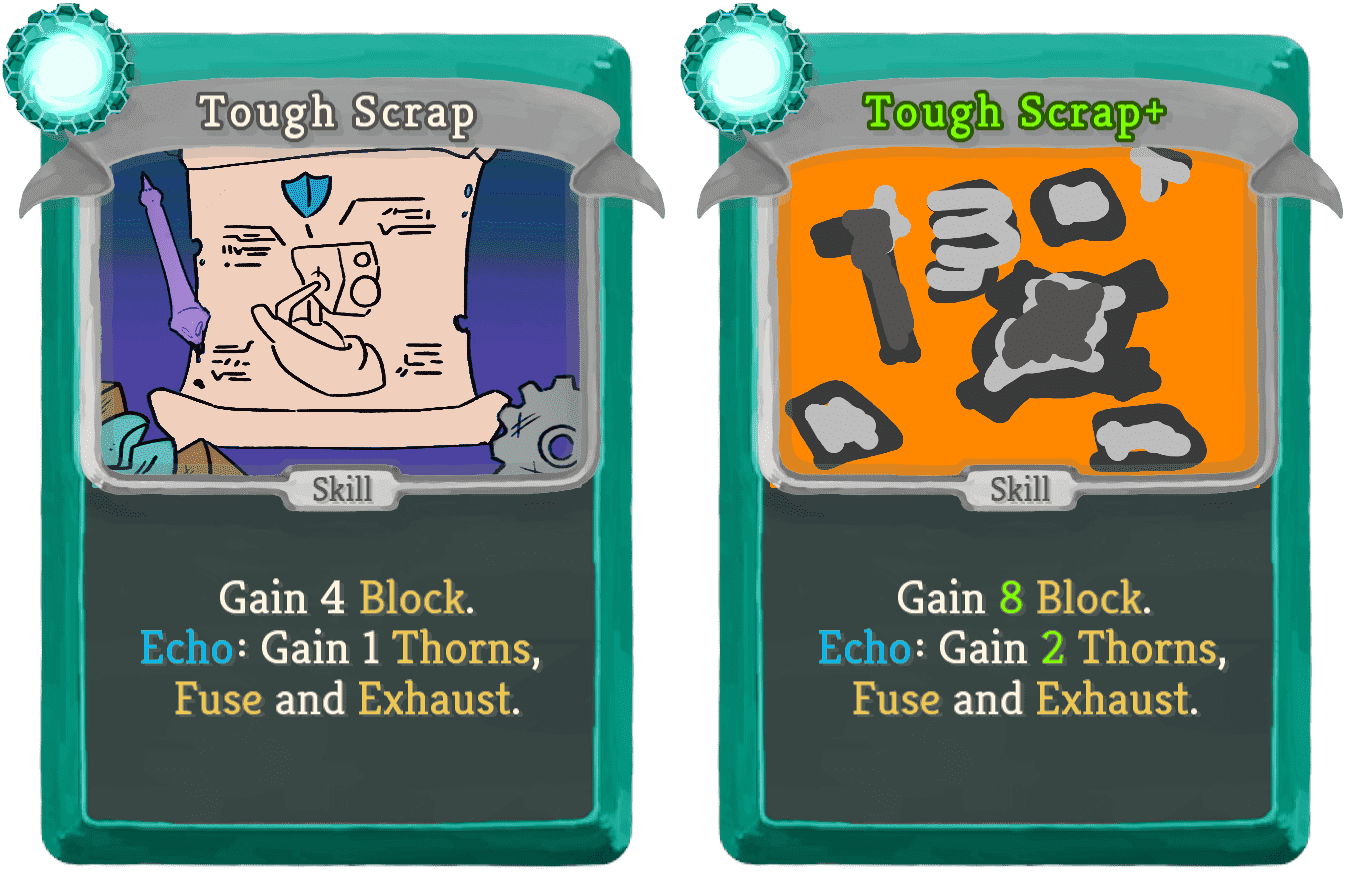 Tough Scrap
Skill
Gain 4 Block.
Echo: Gain 1 Thorns,
Fuse and Exhaust.
Tough Scrap+
Skill
Gain 8 Block.
Echo: Gain 2 Thorns,
Fuse and Exhaust.